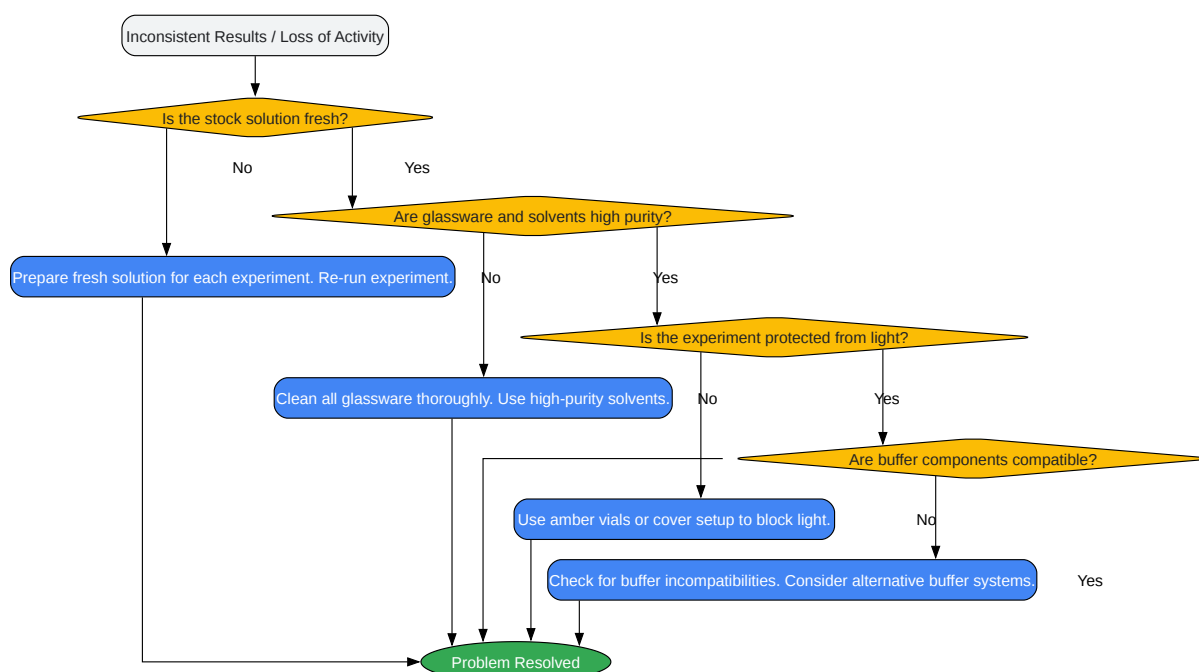 Inconsistent Results / Loss of Activity
Is the stock solution fresh?
No
Yes
Are glassware and solvents high purity?
Prepare fresh solution for each experiment. Re-run experiment.
No
Yes
Is the experiment protected from light?
Clean all glassware thoroughly. Use high-purity solvents.
No
Yes
Are buffer components compatible?
Use amber vials or cover setup to block light.
No
Check for buffer incompatibilities. Consider alternative buffer systems.
Yes
Problem Resolved